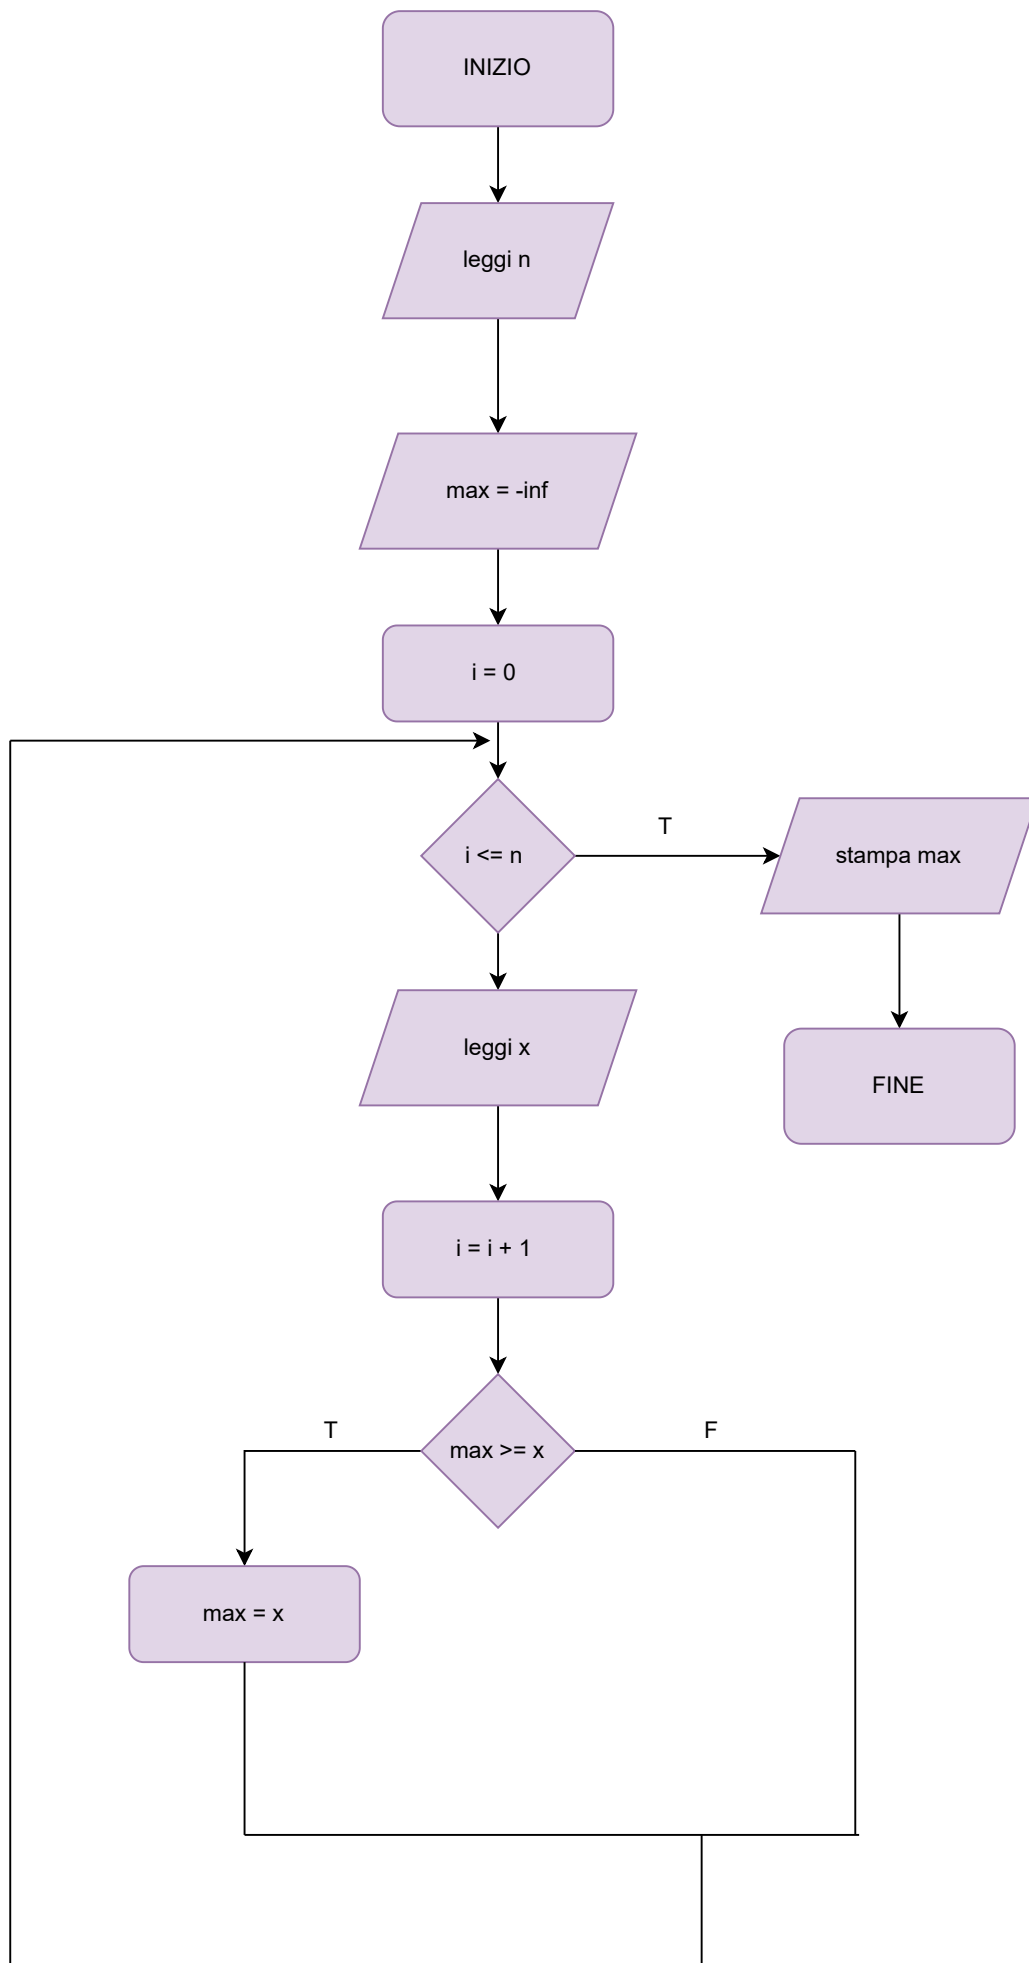 INIZIO
leggi n
max = -inf
i = 0
i <= n
T
stampa max
leggi x
FINE
i = i + 1
max >= x
T
F
max = x